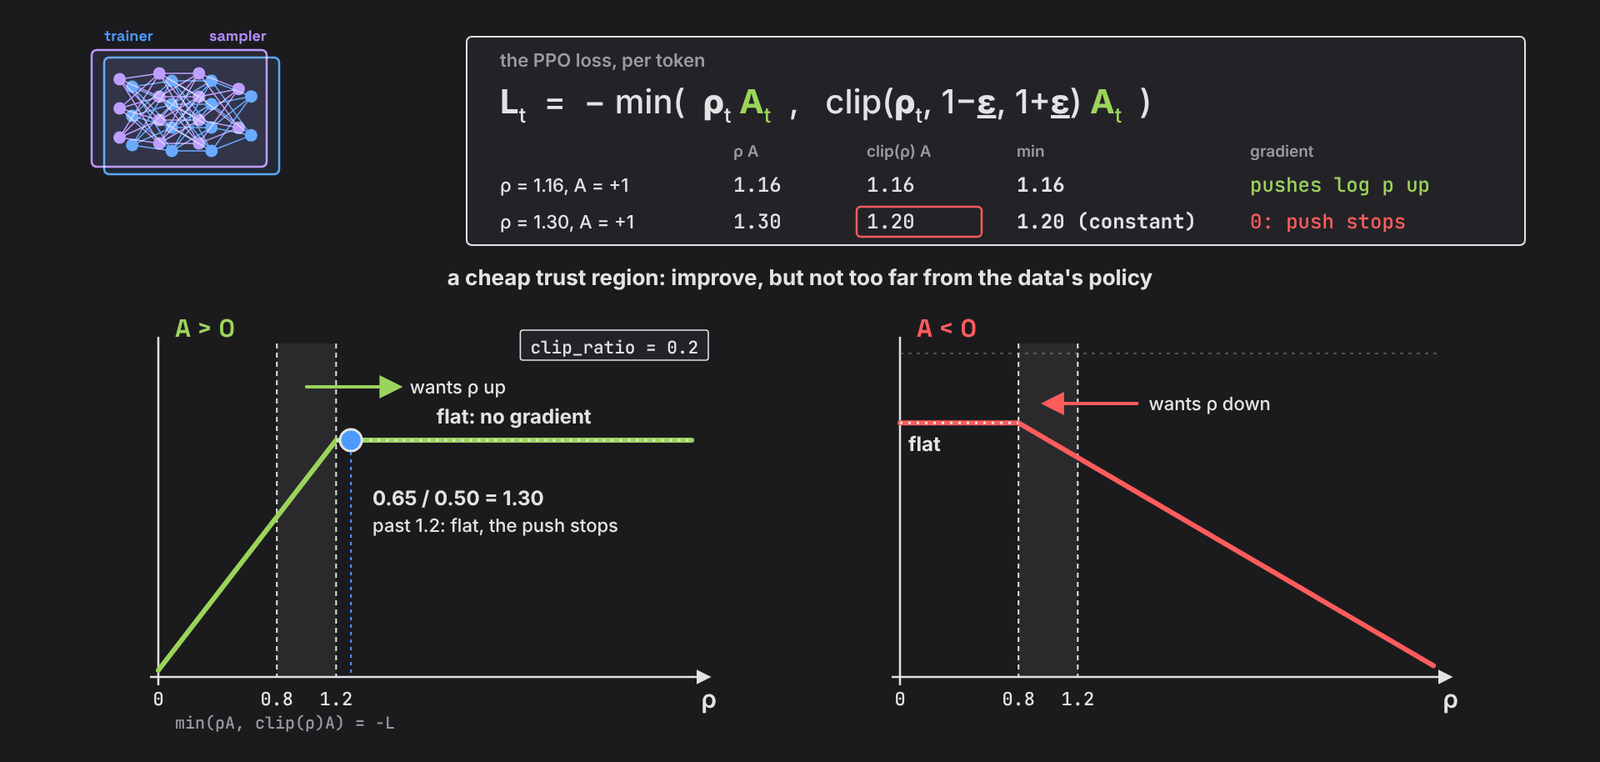 trainer sampler
the PPO loss, per token
Lt = − min( ρt At , clip(ρt, 1−ε, 1+ε) At )
ρ A clip(ρ) A min gradient
ρ = 1.16, A = +1 1.16 1.16 1.16 pushes log p up
ρ = 1.30, A = +1 1.30 1.20 1.20 (constant) 0: push stops
a cheap trust region: improve, but not too far from the data's policy
A > 0
clip_ratio = 0.2
wants ρ up
flat: no gradient
0.65 / 0.50 = 1.30
past 1.2: flat, the push stops
0 0.8 1.2 ρ
min(ρA, clip(ρ)A) = -L
A < 0
wants ρ down
flat
0 0.8 1.2 ρ